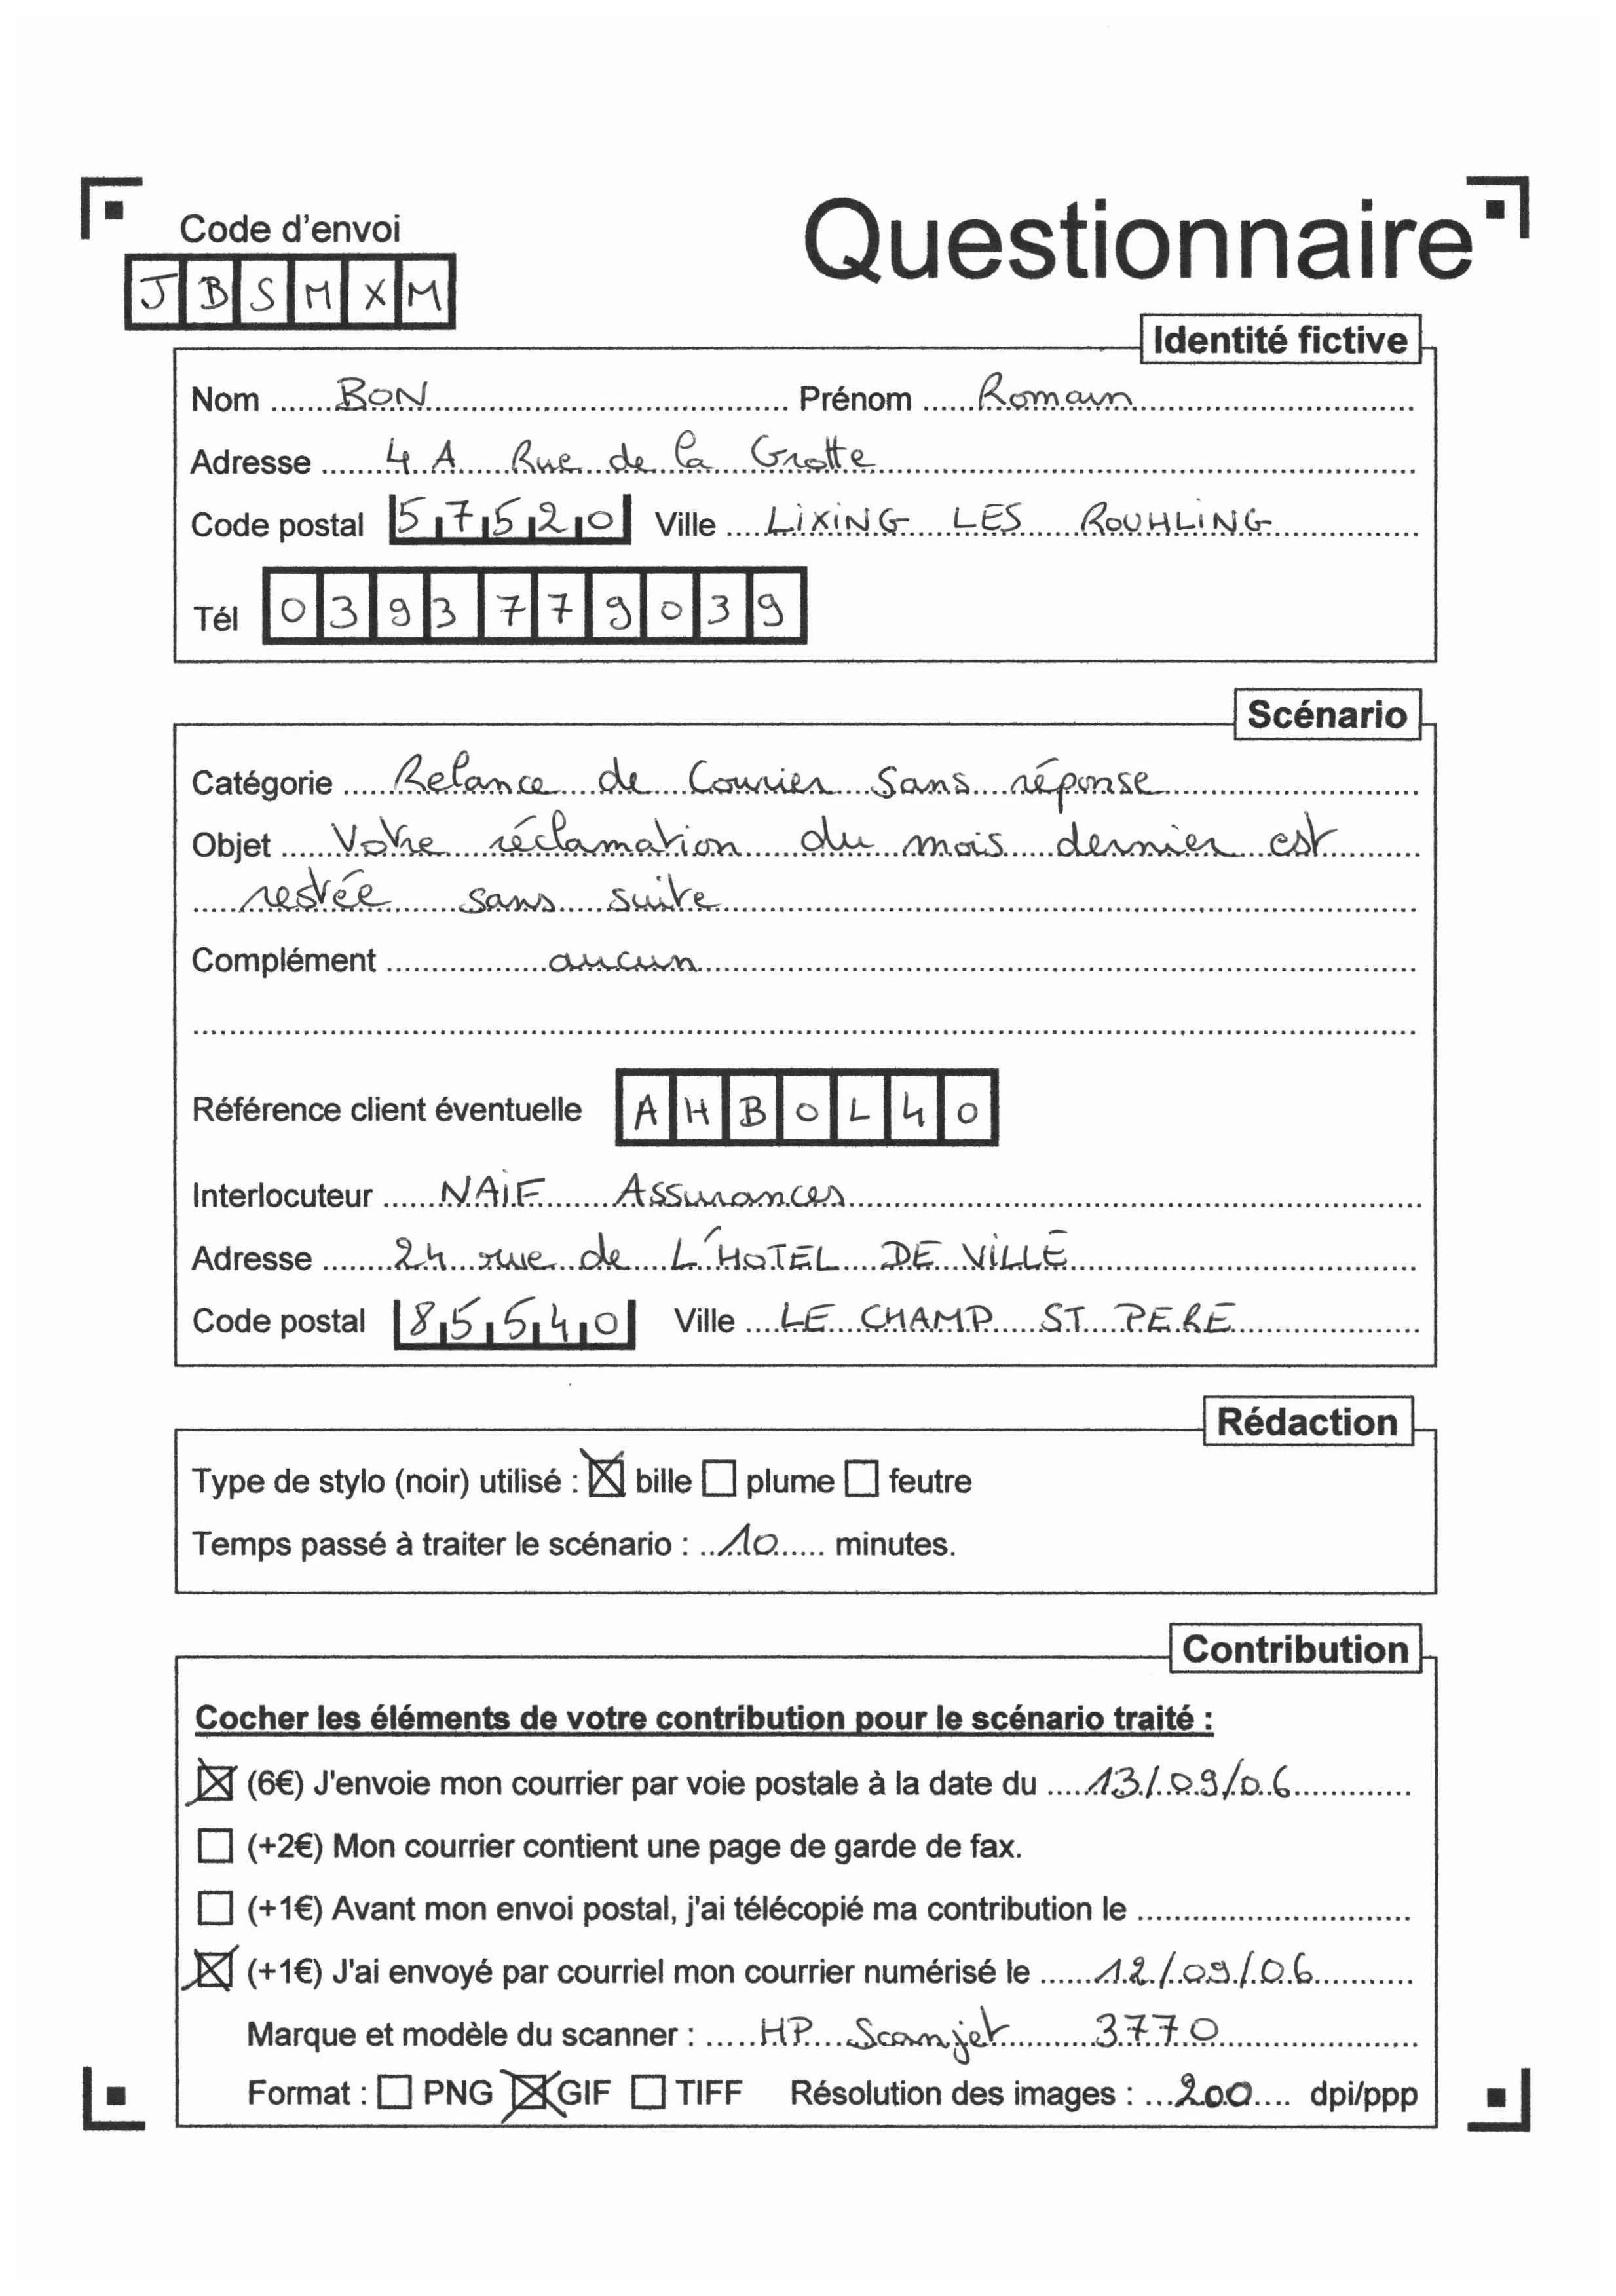 Code d'envoi
Questionnaire
JBSMXM
Identité fictive
Nom BON Prénom Romain
Adresse 4 A Rue de la Grotte
Code postal 57520 Ville LIXING LES ROUHLING
Tél 0393779039
Scénario
Catégorie Relance de Courrier sans réponse
Objet Votre réclamation du mois dernier est
restée sans suite
Complément aucun
Référence client éventuelle AHBOL40
Interlocuteur NAIF Assurances
Adresse 24 rue de L'HOTEL DE VILLE
Code postal 85540 Ville LE CHAMP ST PERE
Rédaction
Type de stylo (noir) utilisé : ☒ bille ☐ plume ☐ feutre
Temps passé à traiter le scénario : 10 minutes.
Contribution
Cocher les éléments de votre contribution pour le scénario traité :
☒ (6€) J'envoie mon courrier par voie postale à la date du 13/09/06
☐ (+2€) Mon courrier contient une page de garde de fax.
☐ (+1€) Avant mon envoi postal, j'ai télécopié ma contribution le
☒ (+1€) J'ai envoyé par courriel mon courrier numérisé le 12/09/06
Marque et modèle du scanner : HP Scanjet 3770
Format : ☐ PNG ☒ GIF ☐ TIFF Résolution des images : 200 dpi/ppp